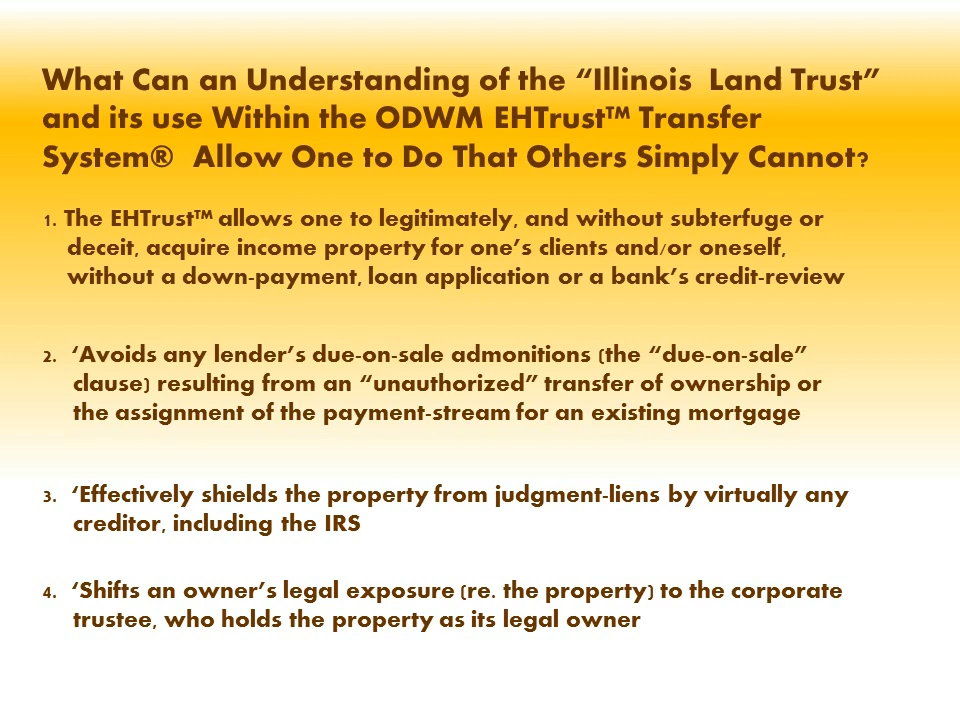 What Can an Understanding of the “Illinois  Land Trust”
and its use Within the ODWM EHTrust™ Transfer
System®  Allow One to Do That Others Simply Cannot?
1. The EHTrust™ allows one to legitimately, and without subterfuge or
deceit, acquire income property for one’s clients and/or oneself,
without a down-payment, loan application or a bank’s credit-review
2. ‘Avoids any lender’s due-on-sale admonitions (the “due-on-sale”
clause) resulting from an “unauthorized” transfer of ownership or
the assignment of the payment-stream for an existing mortgage
3. ‘Effectively shields the property from judgment-liens by virtually any
creditor, including the IRS
4. ‘Shifts an owner’s legal exposure (re. the property) to the corporate
trustee, who holds the property as its legal owner